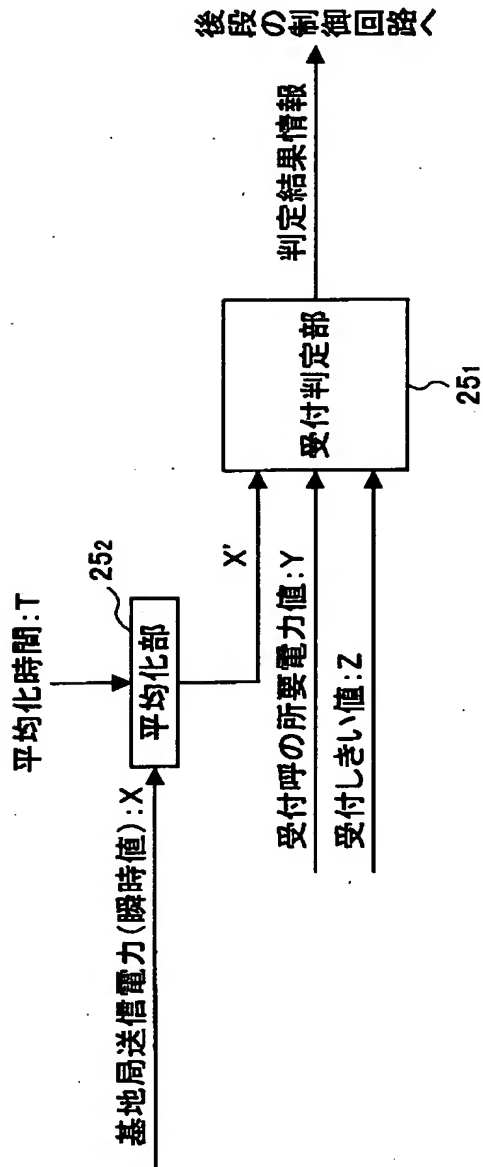 平均化時間:T
25₂
基地局送信電力(瞬時値):X
平均化部
X'
受付呼の所要電力値:Y
受付しきい値:Z
受付判定部
25₁
判定結果情報
後段の制御回路へ